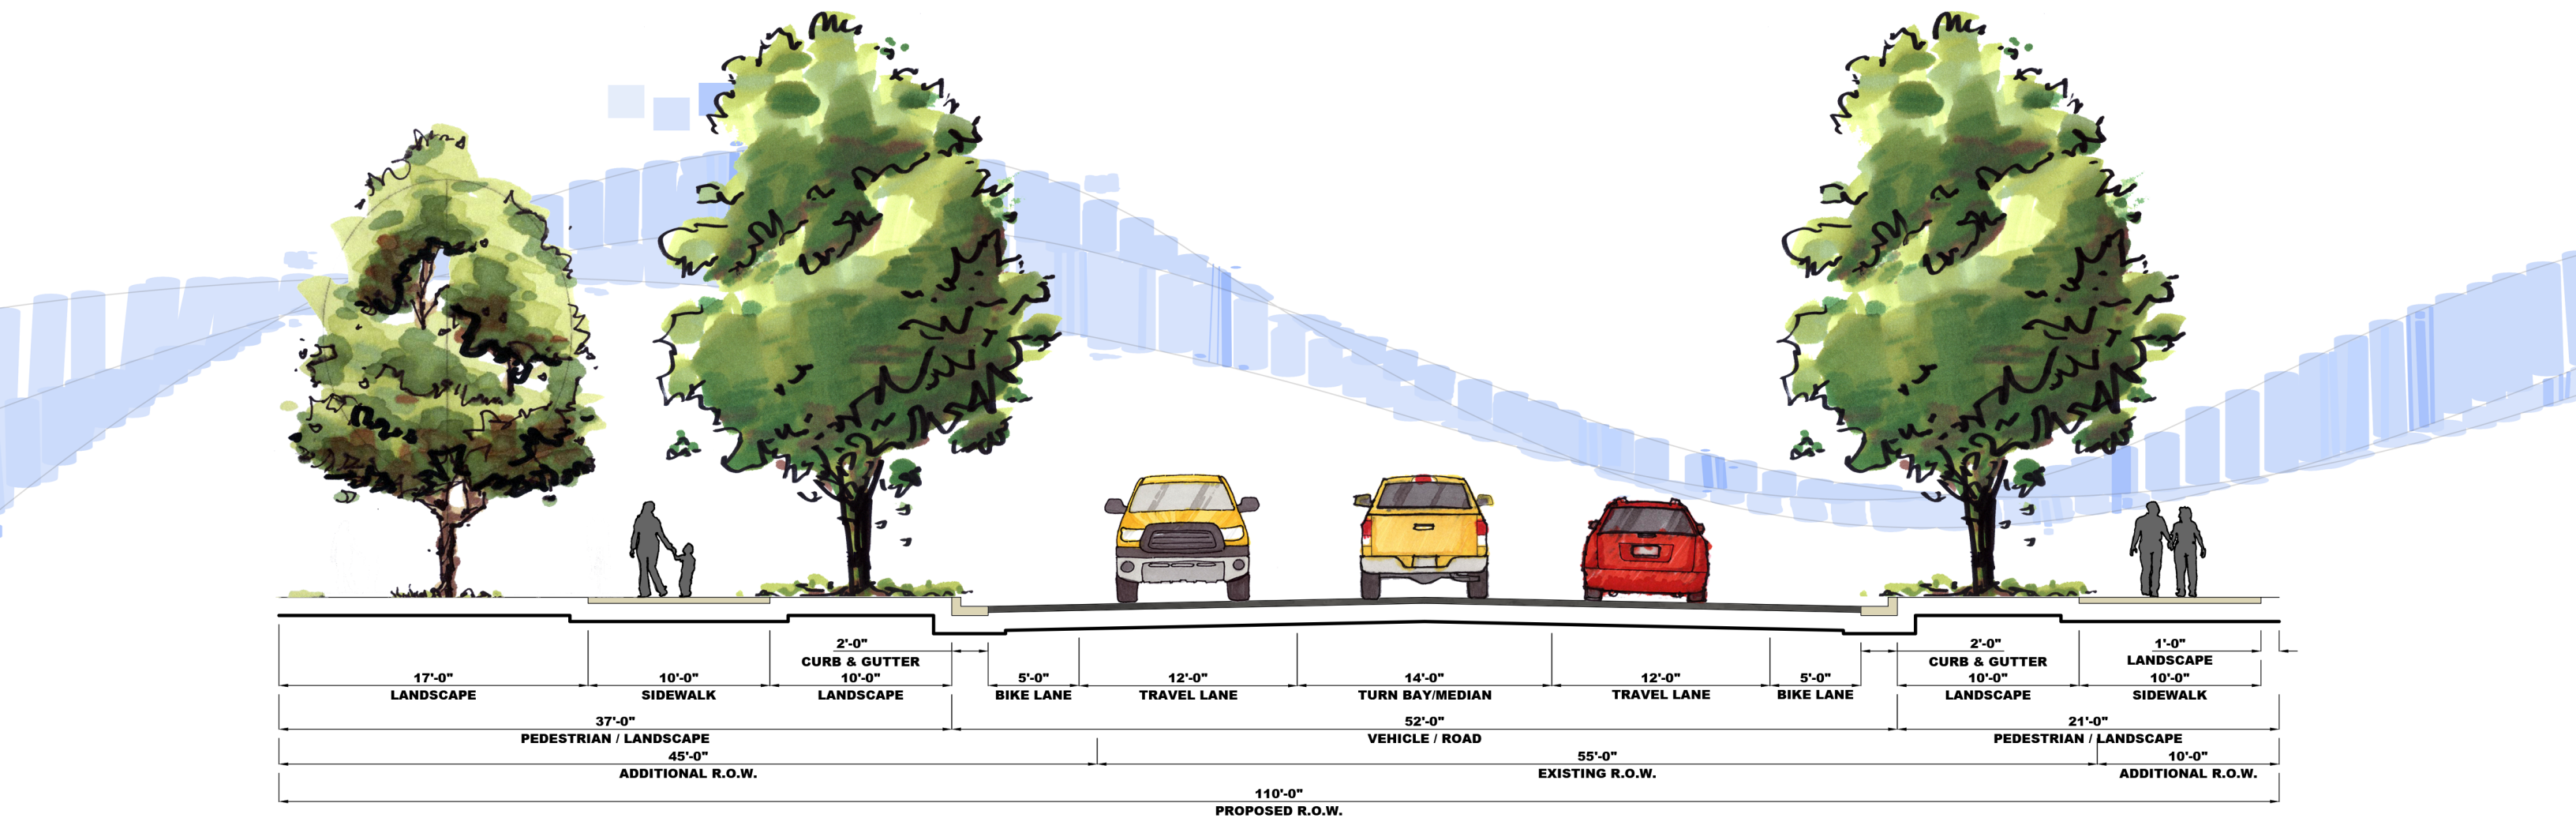 2'-0"
CURB & GUTTER
2'-0"
CURB & GUTTER
1'-0"
LANDSCAPE
17'-0"
LANDSCAPE
10'-0"
SIDEWALK
10'-0"
LANDSCAPE
5'-0"
BIKE LANE
12'-0"
TRAVEL LANE
14'-0"
TURN BAY/MEDIAN
12'-0"
TRAVEL LANE
5'-0"
BIKE LANE
10'-0"
LANDSCAPE
10'-0"
SIDEWALK
37'-0"
PEDESTRIAN / LANDSCAPE
52'-0"
VEHICLE / ROAD
21'-0"
PEDESTRIAN / LANDSCAPE
45'-0"
ADDITIONAL R.O.W.
55'-0"
EXISTING R.O.W.
10'-0"
ADDITIONAL R.O.W.
110'-0"
PROPOSED R.O.W.